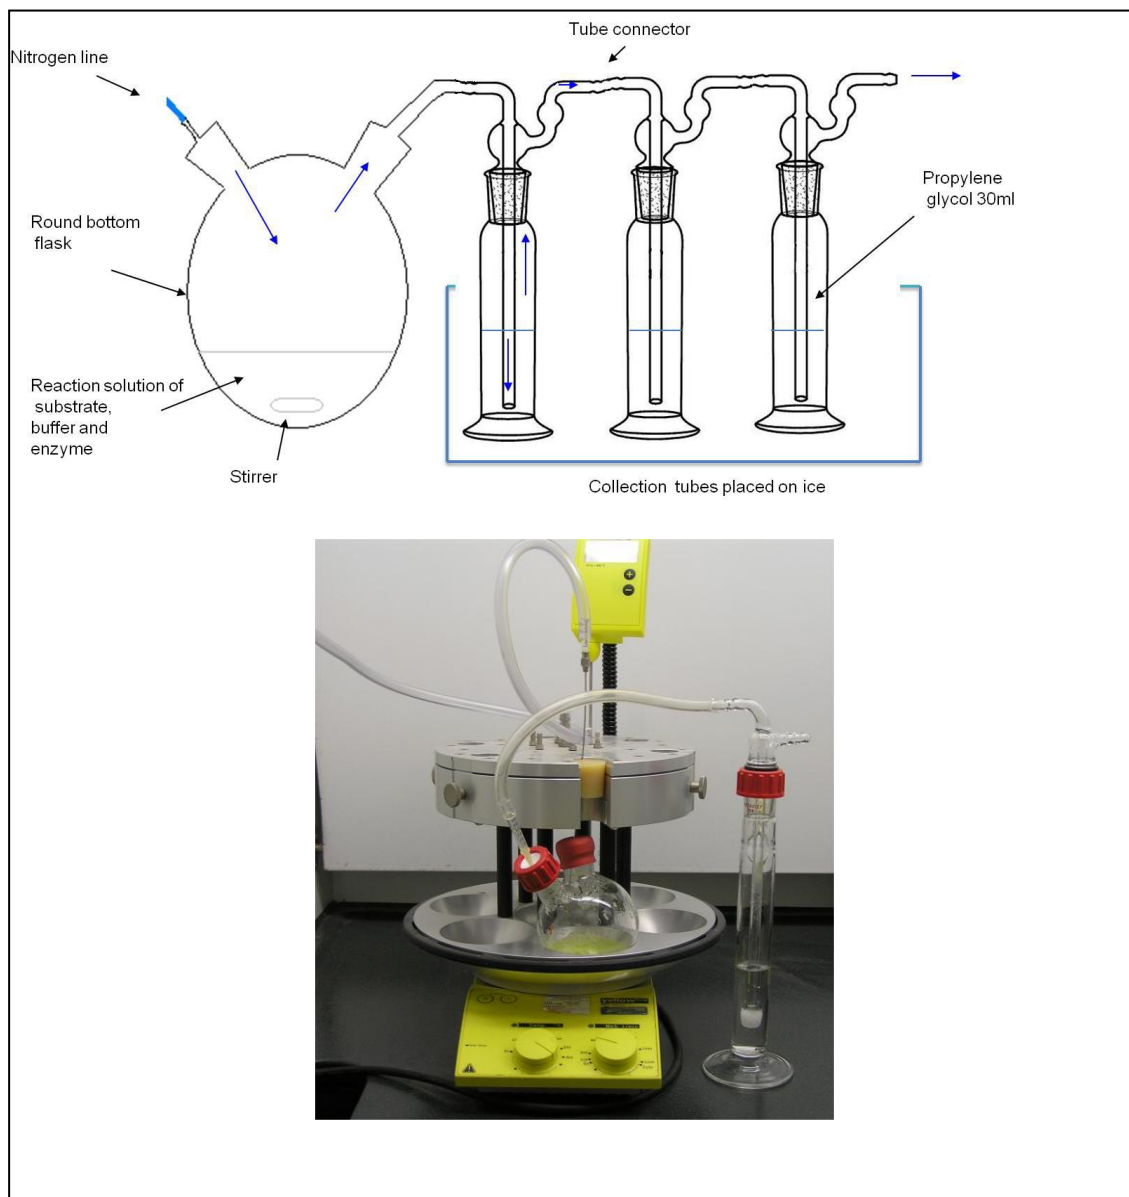 Tube connector
Nitrogen line
Propylene
glycol 30ml
Round bottom
flask
Reaction solution of
substrate,
buffer and
enzyme
Stirrer
Collection tubes placed on ice